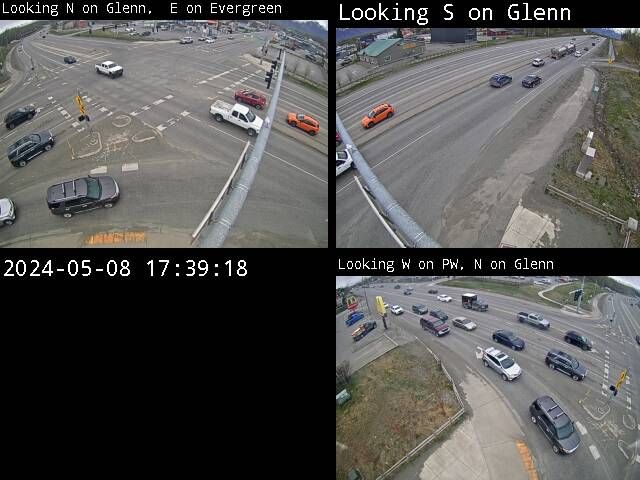 Looking N on Glenn,  E on Evergreen
Looking S on Glenn
2024-05-08 17:39:18
Looking W on PW, N on Glenn